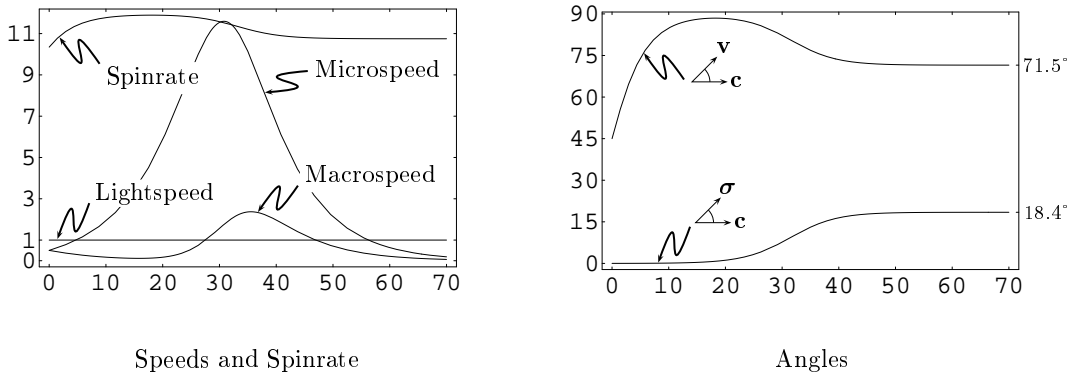 11
9
7
5
3
1
0
Spinrate
Microspeed
Macrospeed
Lightspeed
0 10 20 30 40 50 60 70
Speeds and Spinrate
90
75
60
45
30
15
0
v
c
σ
c
71.5°
18.4°
0 10 20 30 40 50 60 70
Angles